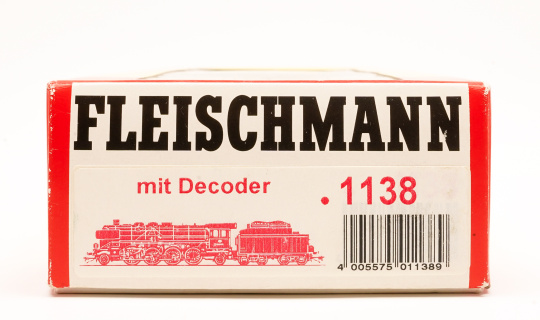 FLEISCHMANN
mit Decoder
.1138
4 005575 011389